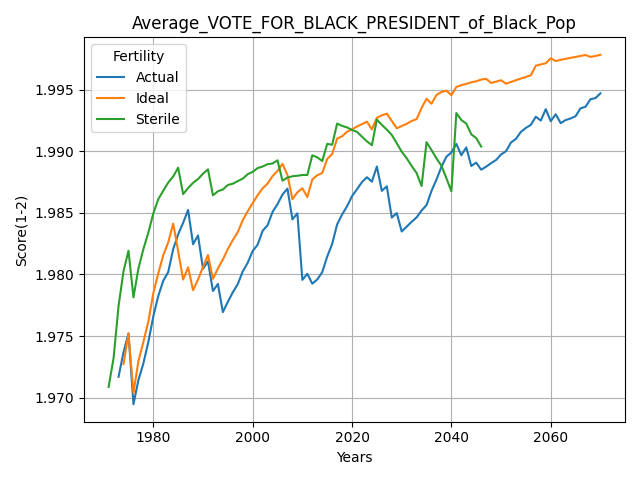 Average_VOTE_FOR_BLACK_PRESIDENT_of_Black_Pop
Fertility
Actual
Ideal
Sterile
Score(1-2)
1.995
1.990
1.985
1.980
1.975
1.970
1980 2000 2020 2040 2060
Years